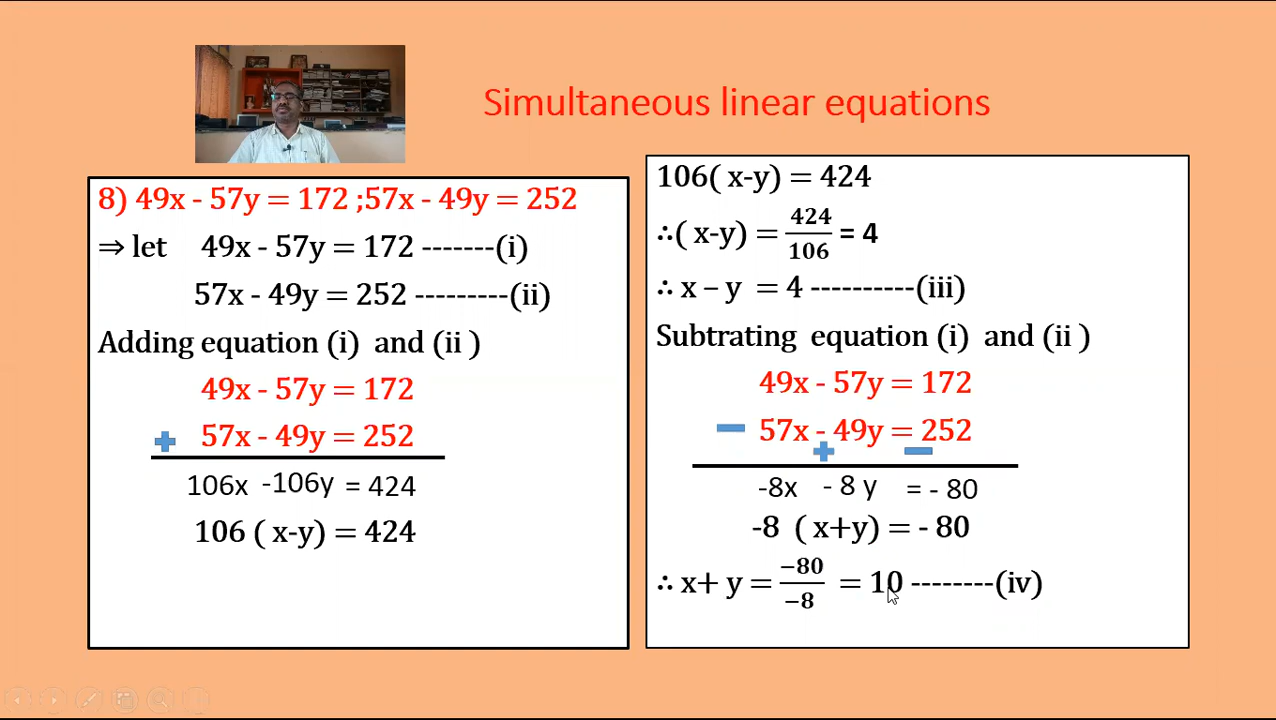 Simultaneous linear equations
8) 49x - 57y = 172 ;57x - 49y = 252
⇒ let 49x - 57y = 172 -------(i)
57x - 49y = 252 ---------(ii)
Adding equation (i) and (ii )
49x - 57y = 172
+ 57x - 49y = 252
106x -106y = 424
106 ( x-y) = 424
106( x-y) = 424
∴( x-y) = 424/106 = 4
∴ x – y = 4 ----------(iii)
Subtrating equation (i) and (ii )
49x - 57y = 172
− 57x - 49y = 252
+ −
-8x - 8 y = - 80
-8 ( x+y) = - 80
∴ x+ y = −80/−8 = 10 --------(iv)